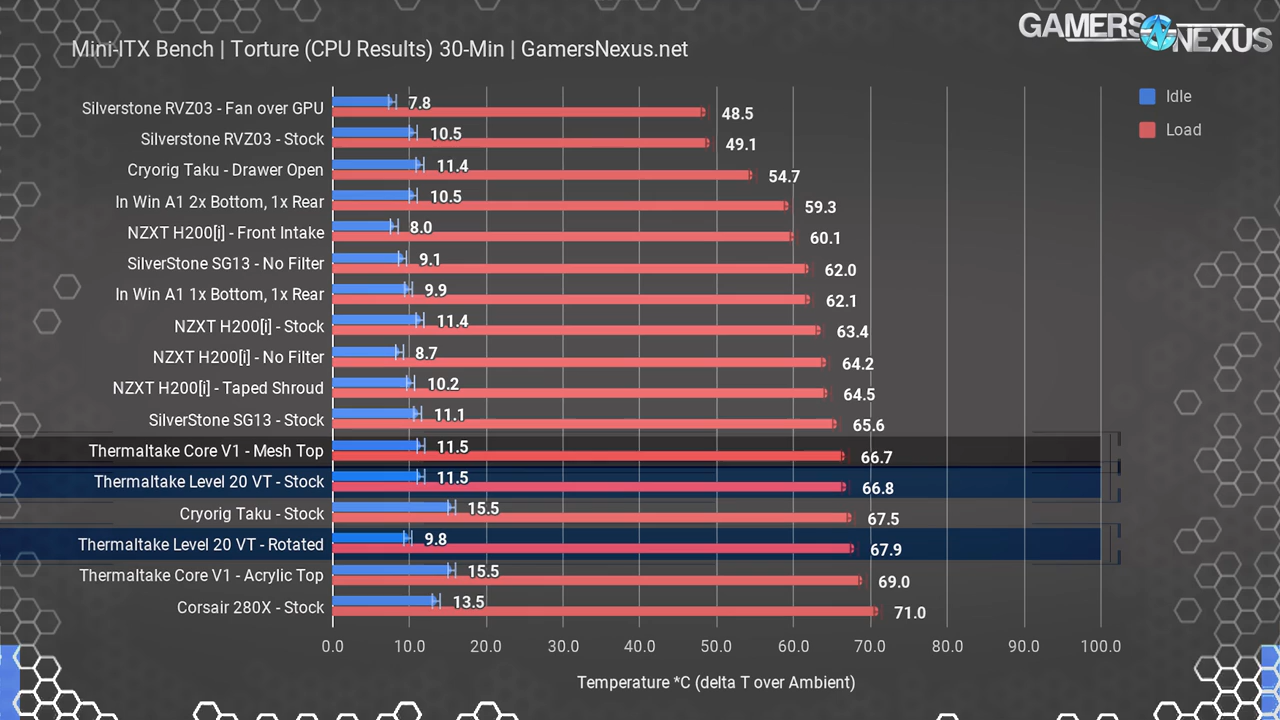 GAMERS NEXUS
Mini-ITX Bench | Torture (CPU Results) 30-Min | GamersNexus.net
Idle
Load
Silverstone RVZ03 - Fan over GPU 7.8 48.5
Silverstone RVZ03 - Stock 10.5 49.1
Cryorig Taku - Drawer Open 11.4 54.7
In Win A1 2x Bottom, 1x Rear 10.5 59.3
NZXT H200[i] - Front Intake 8.0 60.1
SilverStone SG13 - No Filter 9.1 62.0
In Win A1 1x Bottom, 1x Rear 9.9 62.1
NZXT H200[i] - Stock 11.4 63.4
NZXT H200[i] - No Filter 8.7 64.2
NZXT H200[i] - Taped Shroud 10.2 64.5
SilverStone SG13 - Stock 11.1 65.6
Thermaltake Core V1 - Mesh Top 11.5 66.7
Thermaltake Level 20 VT - Stock 11.5 66.8
Cryorig Taku - Stock 15.5 67.5
Thermaltake Level 20 VT - Rotated 9.8 67.9
Thermaltake Core V1 - Acrylic Top 15.5 69.0
Corsair 280X - Stock 13.5 71.0
0.0 10.0 20.0 30.0 40.0 50.0 60.0 70.0 80.0 90.0 100.0
Temperature *C (delta T over Ambient)